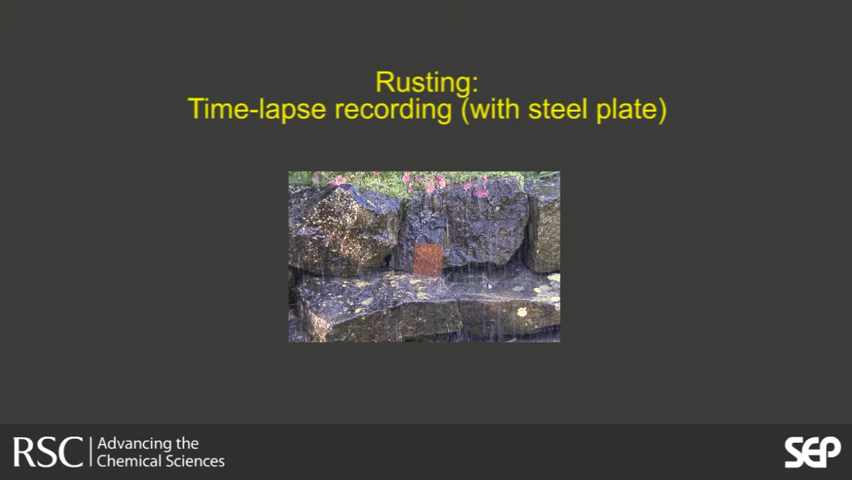 Rusting:
Time-lapse recording (with steel plate)
RSC
Advancing the
Chemical Sciences
SEP